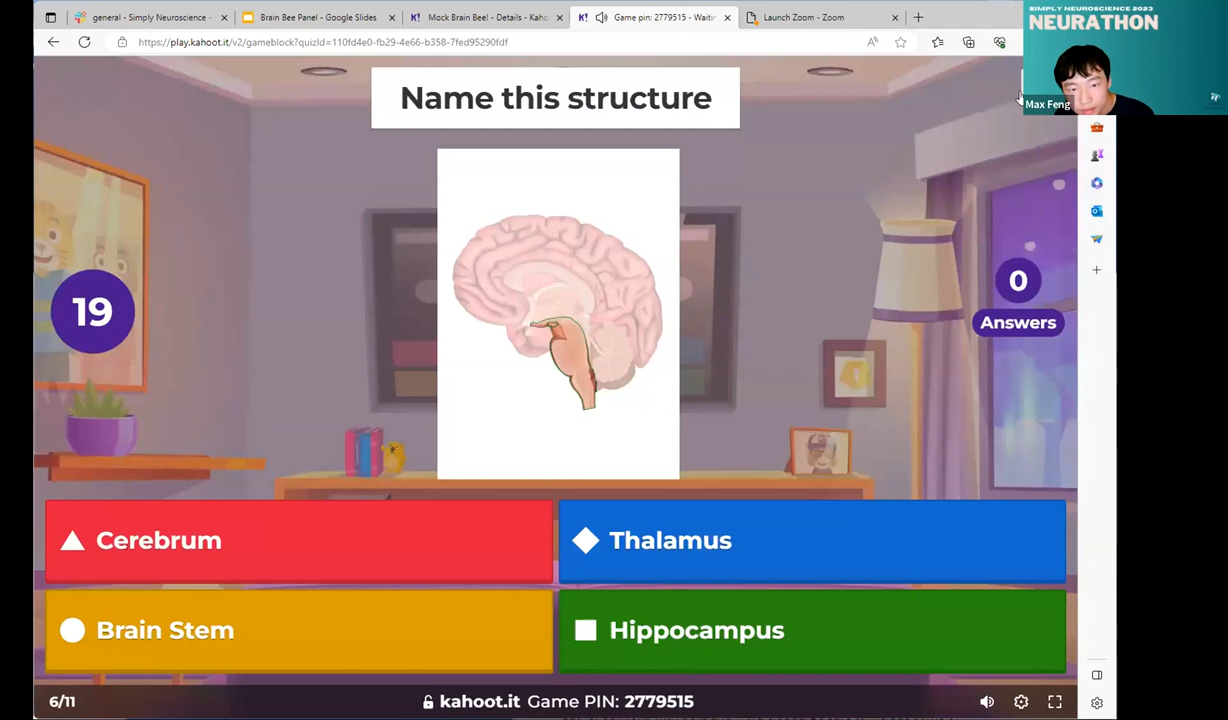 general - Simply Neuroscience -
Brain Bee Panel - Google Slides
Mock Brain Bee! - Details - Kaho
Game pin: 2779515 - Waitin
Launch Zoom - Zoom
https://play.kahoot.it/v2/gameblock?quizId=110fd4e0-fb29-4e66-b358-7fed95290fdf
SIMPLY NEUROSCIENCE 2023
NEURATHON
Max Feng
Name this structure
19
0
Answers
Cerebrum
Thalamus
Brain Stem
Hippocampus
6/11
kahoot.it Game PIN: 2779515